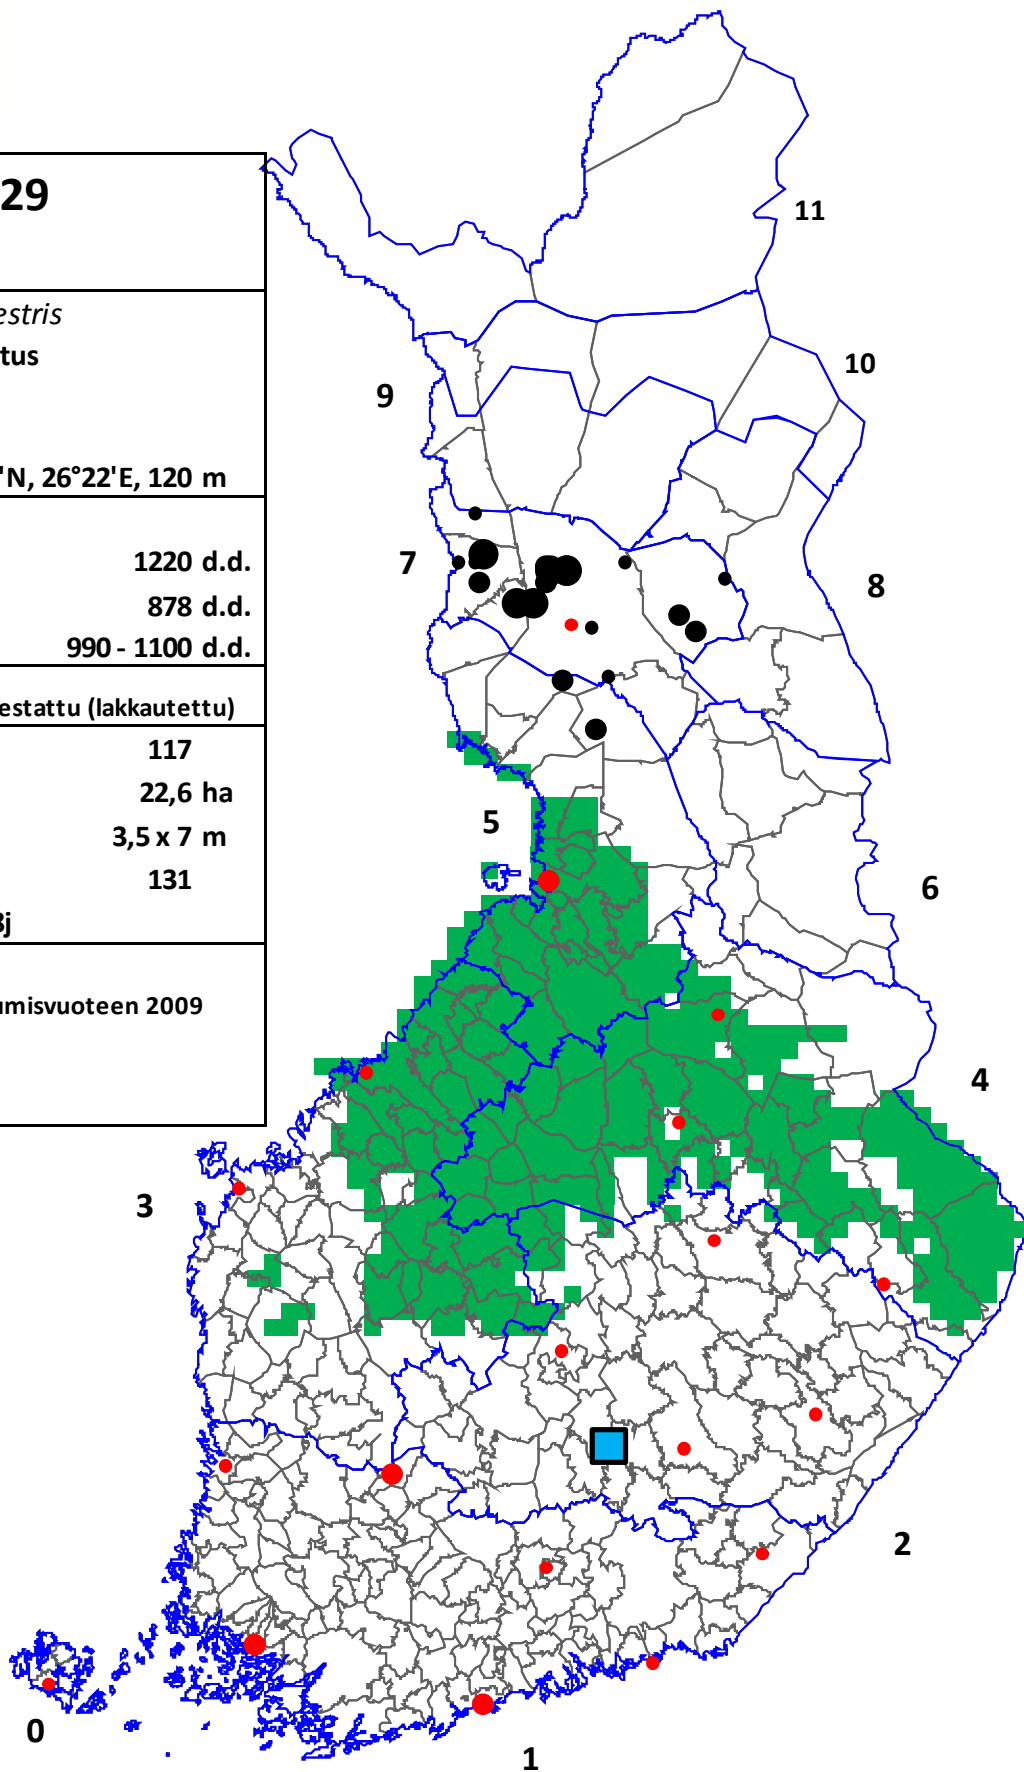 29
estris
tus
'N, 26°22'E, 120 m
1220 d.d.
878 d.d.
990 - 1100 d.d.
estattu (lakkautettu)
117
22,6 ha
3,5 x 7 m
131
3j
umisvuoteen 2009
11
10
9
7
8
5
6
4
3
2
0
1